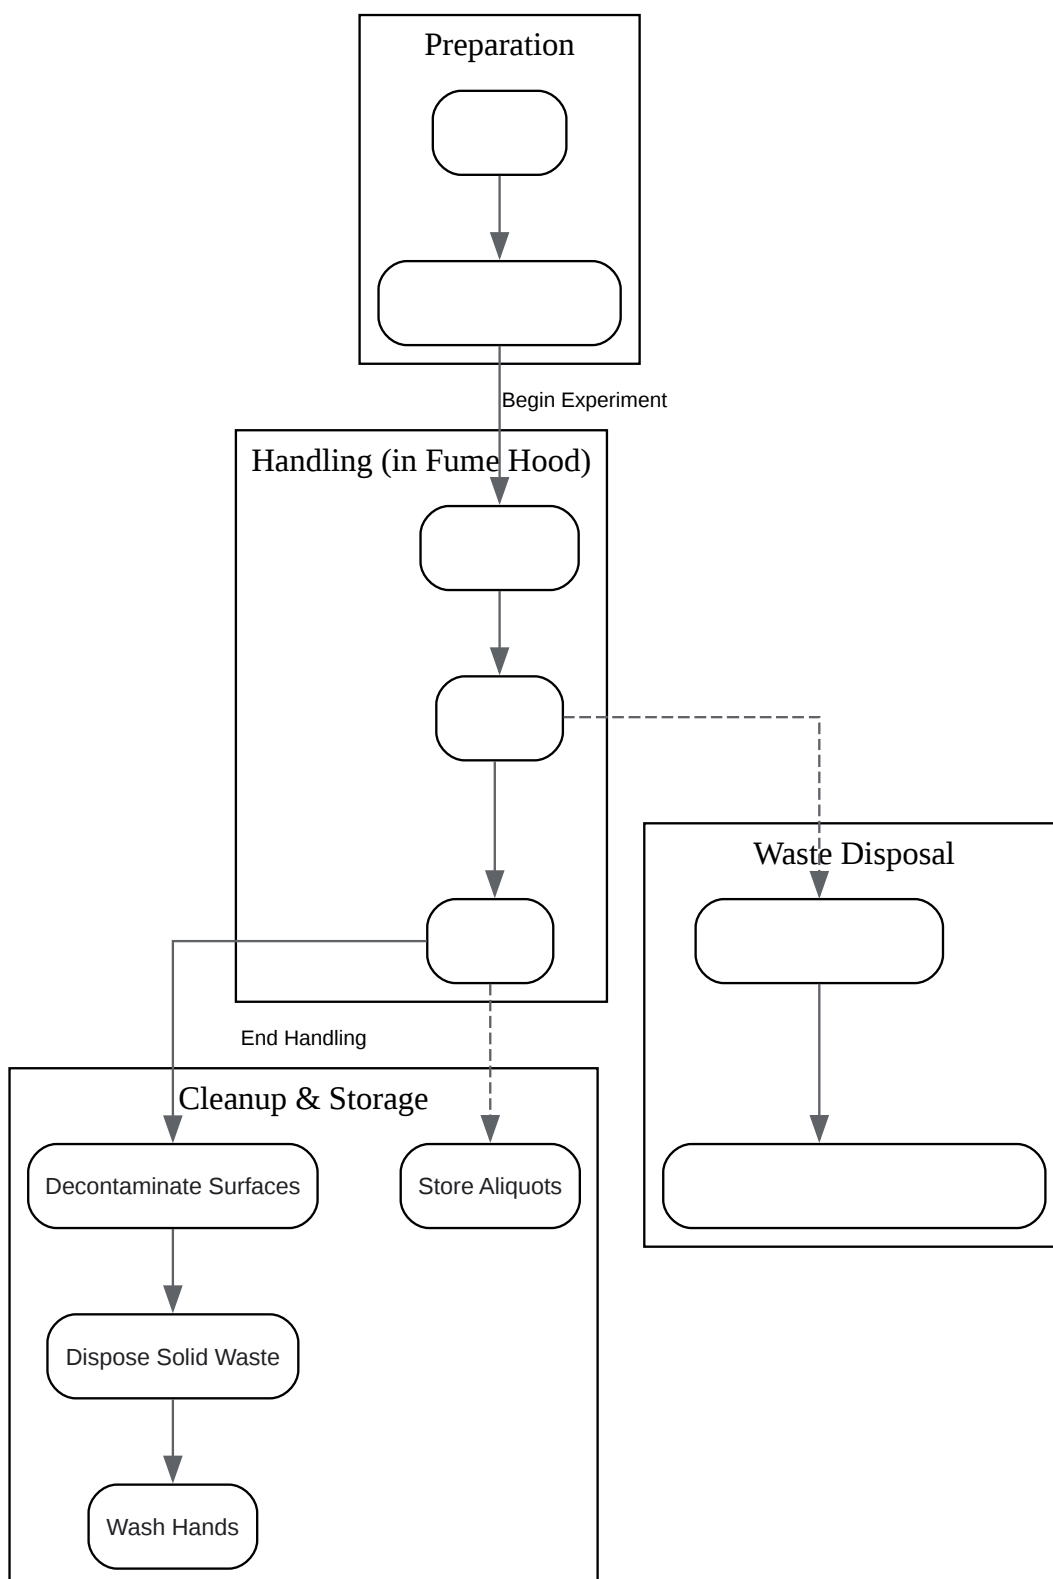 Preparation
Begin Experiment
Handling (in Fume Hood)
Waste Disposal
End Handling
Cleanup & Storage
Decontaminate Surfaces
Store Aliquots
Dispose Solid Waste
Wash Hands